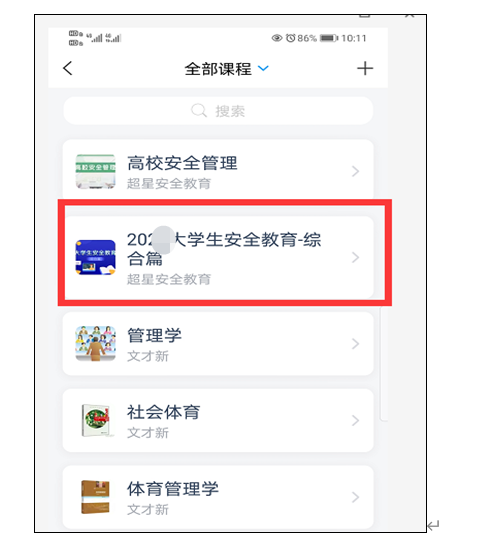 86% 10:11
全部课程
搜索
高校安全管理
超星安全教育
大学生安全教育-综
合篇
超星安全教育
管理学
文才新
社会体育
文才新
体育管理学
文才新